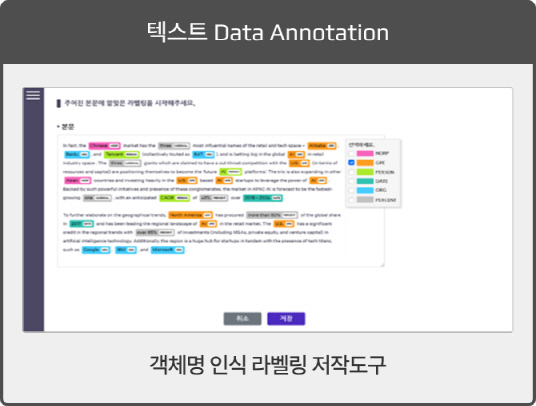 텍스트 Data Annotation
주어진 본문에 알맞은 라벨링을 시작해주세요.
• 본문
In fact, the Chinese market has the three most influential names of the retail and tech space – Alibaba
Baidu, and Tencent (collectively touted as BAT), and is betting big in the global AI in retail
industry space. The three giants which are claimed to have a cut-throat competition with the U.S. (in terms of
resources and capital) are positioning themselves to become the 'future AI platforms'. The trio is also expanding in other
Asian countries and investing heavily in the U.S. based AI startups to leverage the power of AI
Backed by such powerful initiatives and presence of these conglomerates, the market in APAC AI is forecast to be the fastest-
growing one, with an anticipated CAGR of 45% over 2018 - 2024
To further elaborate on the geographical trends, North America has procured more than 50% of the global share
in 2017 and has been leading the regional landscape of AI in the retail market. The U.S. has a significant
credit in the regional trends with over 65% of investments (including M&As, private equity, and venture capital) in
artificial intelligence technology. Additionally, the region is a huge hub for startups in tandem with the presence of tech titans,
such as Google, IBM, and Microsoft
NORP
GPE
PERSON
DATE
ORG
PERCENT
취소
저장
객체명 인식 라벨링 저작도구